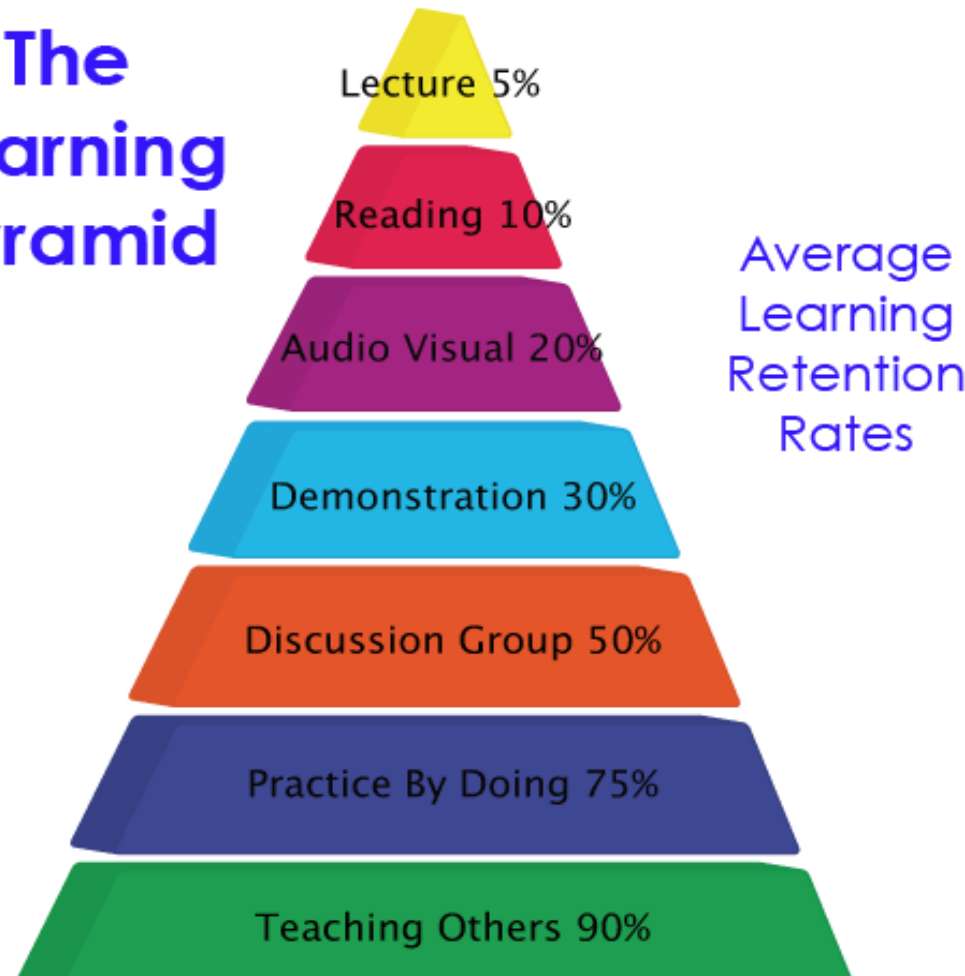 The
arning
ramid
Lecture 5%
Reading 10%
Audio Visual 20%
Demonstration 30%
Discussion Group 50%
Practice By Doing 75%
Teaching Others 90%
Average
Learning
Retention
Rates